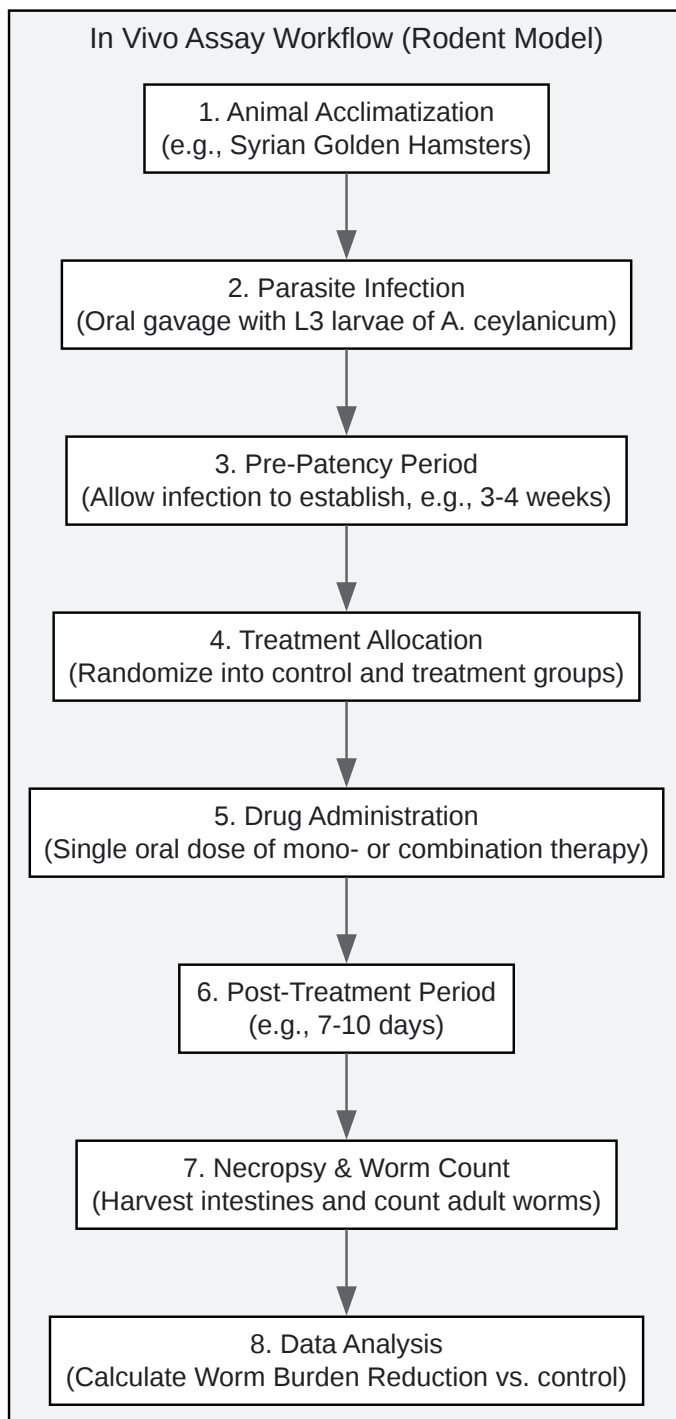 In Vivo Assay Workflow (Rodent Model)
1. Animal Acclimatization
(e.g., Syrian Golden Hamsters)
2. Parasite Infection
(Oral gavage with L3 larvae of A. ceylanicum)
3. Pre-Patency Period
(Allow infection to establish, e.g., 3-4 weeks)
4. Treatment Allocation
(Randomize into control and treatment groups)
5. Drug Administration
(Single oral dose of mono- or combination therapy)
6. Post-Treatment Period
(e.g., 7-10 days)
7. Necropsy & Worm Count
(Harvest intestines and count adult worms)
8. Data Analysis
(Calculate Worm Burden Reduction vs. control)